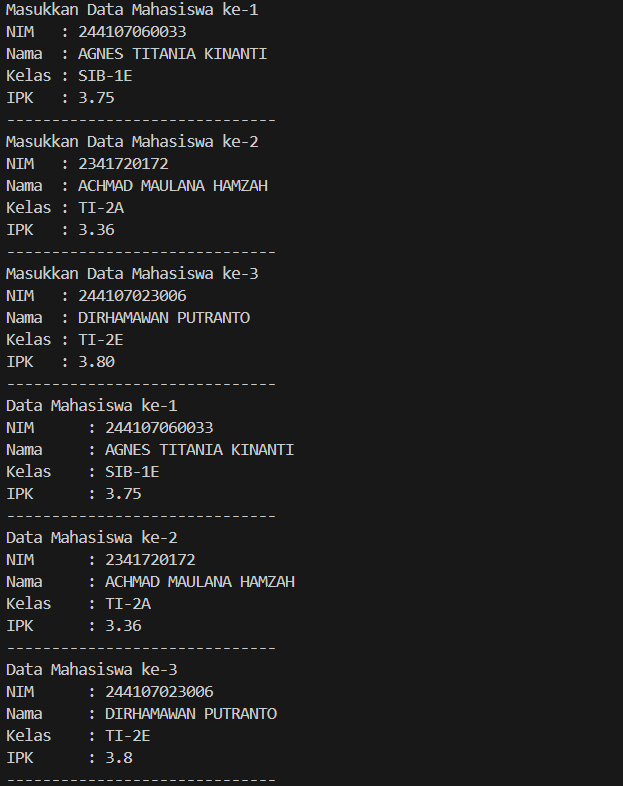 Masukkan Data Mahasiswa ke-1
NIM   : 244107060033
Nama  : AGNES TITANIA KINANTI
Kelas : SIB-1E
IPK   : 3.75
------------------------------
Masukkan Data Mahasiswa ke-2
NIM   : 2341720172
Nama  : ACHMAD MAULANA HAMZAH
Kelas : TI-2A
IPK   : 3.36
------------------------------
Masukkan Data Mahasiswa ke-3
NIM   : 244107023006
Nama  : DIRHAMAWAN PUTRANTO
Kelas : TI-2E
IPK   : 3.80
------------------------------
Data Mahasiswa ke-1
NIM      : 244107060033
Nama     : AGNES TITANIA KINANTI
Kelas    : SIB-1E
IPK      : 3.75
------------------------------
Data Mahasiswa ke-2
NIM      : 2341720172
Nama     : ACHMAD MAULANA HAMZAH
Kelas    : TI-2A
IPK      : 3.36
------------------------------
Data Mahasiswa ke-3
NIM      : 244107023006
Nama     : DIRHAMAWAN PUTRANTO
Kelas    : TI-2E
IPK      : 3.8
------------------------------